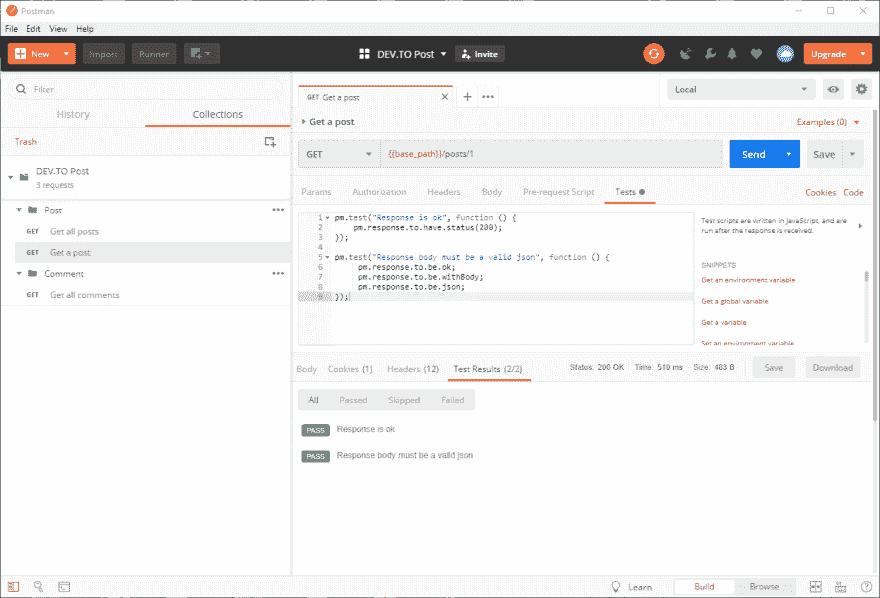 Postman
File Edit View Help
New Import Runner DEV.TO Post Invite Upgrade
Filter
History Collections
Trash
DEV.TO Post
3 requests
Post
GET Get all posts
GET Get a post
Comment
GET Get all comments
GET Get a post
Local
Get a post
Examples (0)
GET {{base_path}}/posts/1 Send Save
Params Authorization Headers Body Pre-request Script Tests Cookies Code
1 pm.test("Response is ok", function () {
2 pm.response.to.have.status(200);
3 });
4
5 pm.test("Response body must be a valid json", function () {
6 pm.response.to.be.ok;
7 pm.response.to.be.withBody;
8 pm.response.to.be.json;
9 });
Test scripts are written in JavaScript, and are
run after the response is received.
SNIPPETS
Get an environment variable
Get a global variable
Get a variable
Set an environment variable
Body Cookies (1) Headers (12) Test Results (2/2) Status: 200 OK Time: 519 ms Size: 483 B Save Download
All Passed Skipped Failed
PASS Response is ok
PASS Response body must be a valid json
Learn Build Browse